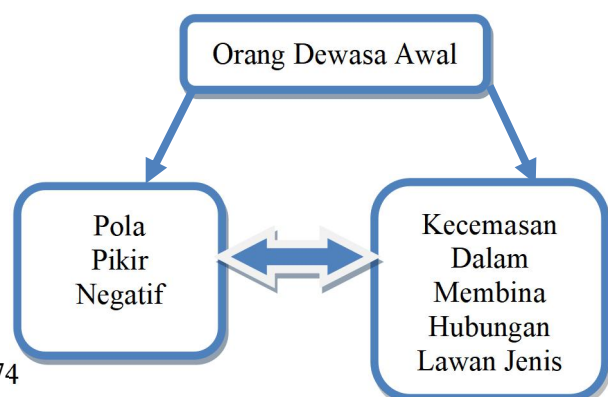 Orang Dewasa Awal
Pola
Pikir
Negatif
Kecemasan
Dalam
Membina
Hubungan
Lawan Jenis
74